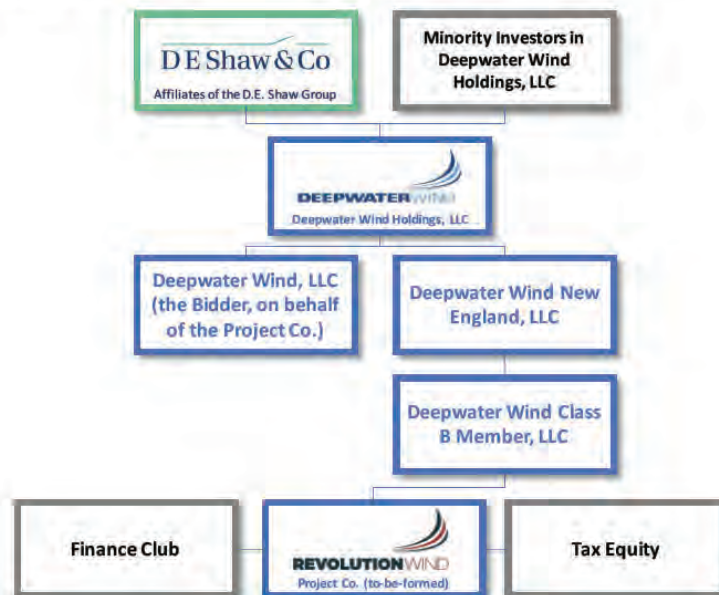 DEShaw&Co
Affiliates of the D.E. Shaw Group
Minority Investors in
Deepwater Wind
Holdings, LLC
DEEPWATERWIND
Deepwater Wind Holdings, LLC
Deepwater Wind, LLC
(the Bidder, on behalf
of the Project Co.)
Deepwater Wind New
England, LLC
Deepwater Wind Class
B Member, LLC
Finance Club
REVOLUTIONWIND
Project Co. (to-be-formed)
Tax Equity